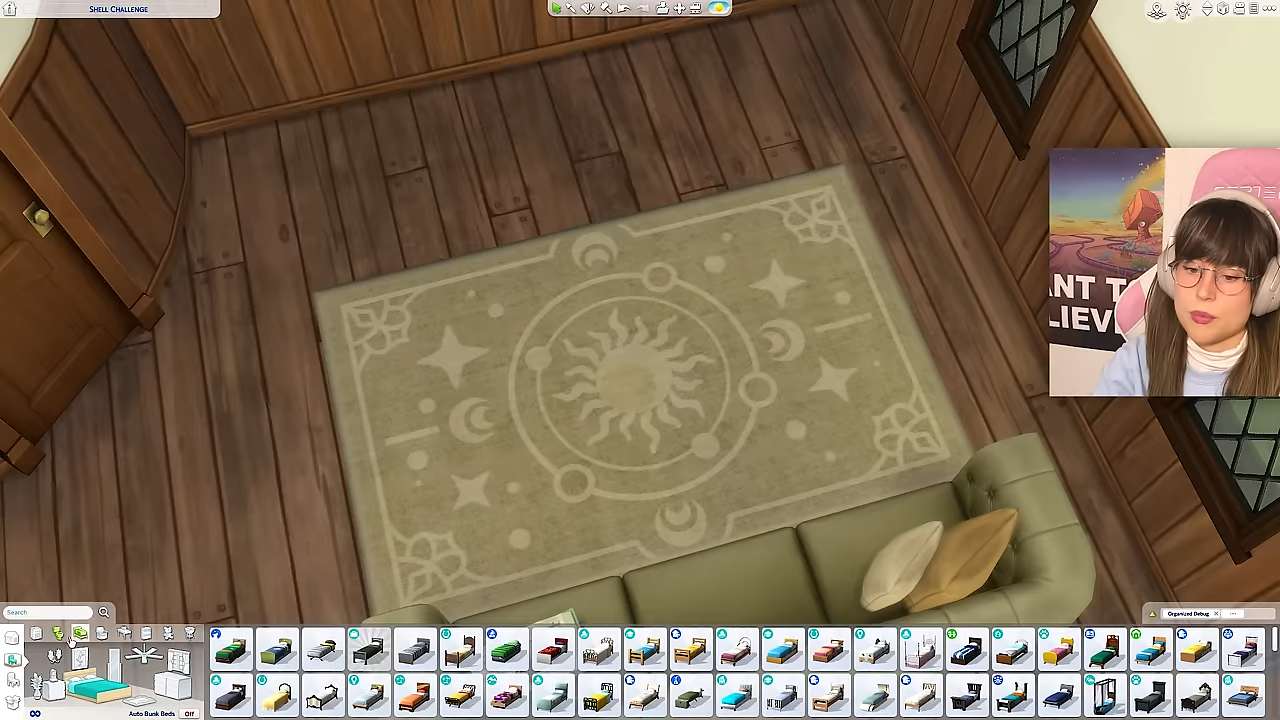 SHELL CHALLENGE
ANT T
LIEV
Search
Organized Debug
Auto Bunk Beds Off